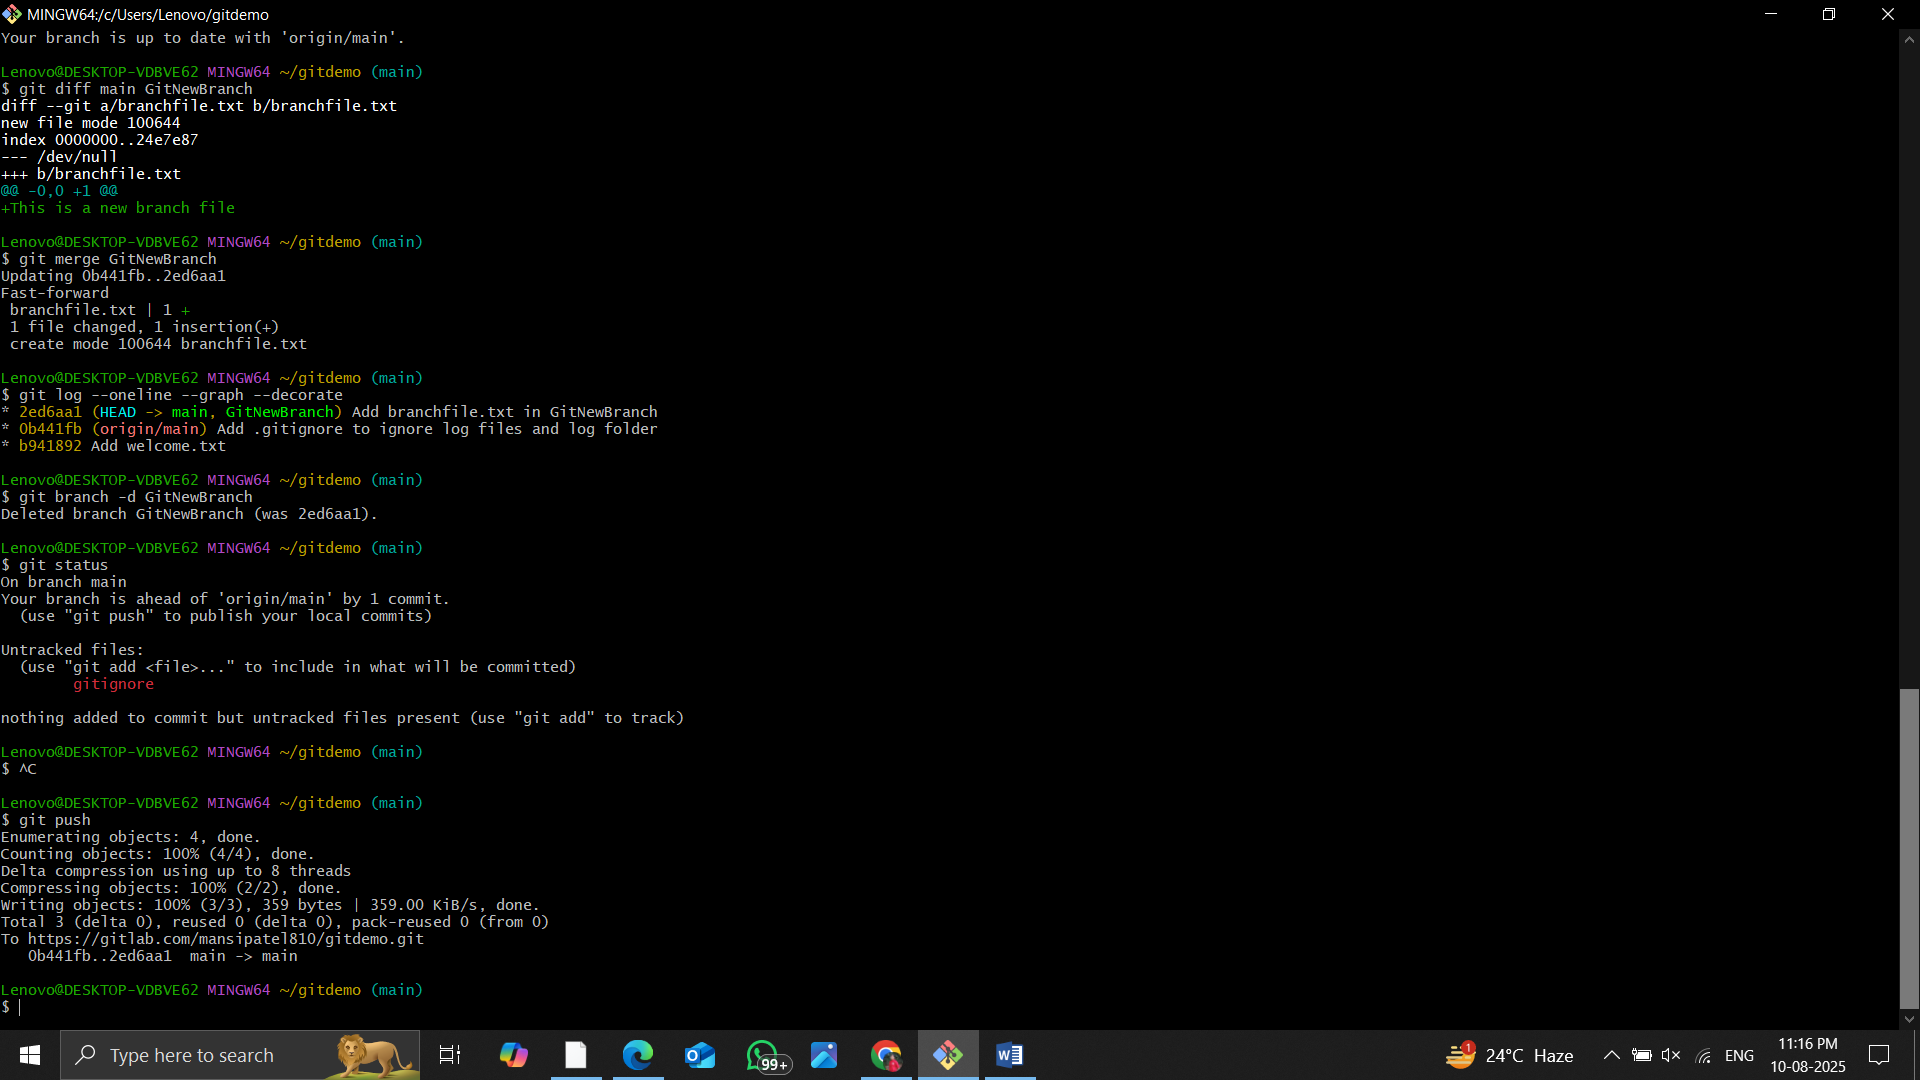 MINGW64:/c/Users/Lenovo/gitdemo
Your branch is up to date with 'origin/main'.
Lenovo@DESKTOP-VDBVE62 MINGW64 ~/gitdemo (main)
$ git diff main GitNewBranch
diff --git a/branchfile.txt b/branchfile.txt
new file mode 100644
index 0000000..24e7e87
--- /dev/null
+++ b/branchfile.txt
@@ -0,0 +1 @@
+This is a new branch file
Lenovo@DESKTOP-VDBVE62 MINGW64 ~/gitdemo (main)
$ git merge GitNewBranch
Updating 0b441fb..2ed6aa1
Fast-forward
 branchfile.txt | 1 +
 1 file changed, 1 insertion(+)
 create mode 100644 branchfile.txt
Lenovo@DESKTOP-VDBVE62 MINGW64 ~/gitdemo (main)
$ git log --oneline --graph --decorate
* 2ed6aa1 (HEAD -> main, GitNewBranch) Add branchfile.txt in GitNewBranch
* 0b441fb (origin/main) Add .gitignore to ignore log files and log folder
* b941892 Add welcome.txt
Lenovo@DESKTOP-VDBVE62 MINGW64 ~/gitdemo (main)
$ git branch -d GitNewBranch
Deleted branch GitNewBranch (was 2ed6aa1).
Lenovo@DESKTOP-VDBVE62 MINGW64 ~/gitdemo (main)
$ git status
On branch main
Your branch is ahead of 'origin/main' by 1 commit.
  (use "git push" to publish your local commits)
Untracked files:
  (use "git add <file>..." to include in what will be committed)
        gitignore
nothing added to commit but untracked files present (use "git add" to track)
Lenovo@DESKTOP-VDBVE62 MINGW64 ~/gitdemo (main)
$ ^C
Lenovo@DESKTOP-VDBVE62 MINGW64 ~/gitdemo (main)
$ git push
Enumerating objects: 4, done.
Counting objects: 100% (4/4), done.
Delta compression using up to 8 threads
Compressing objects: 100% (2/2), done.
Writing objects: 100% (3/3), 359 bytes | 359.00 KiB/s, done.
Total 3 (delta 0), reused 0 (delta 0), pack-reused 0 (from 0)
To https://gitlab.com/mansipatel810/gitdemo.git
   0b441fb..2ed6aa1  main -> main
Lenovo@DESKTOP-VDBVE62 MINGW64 ~/gitdemo (main)
$
Type here to search
99+
1
24°C Haze
ENG
11:16 PM
10-08-2025